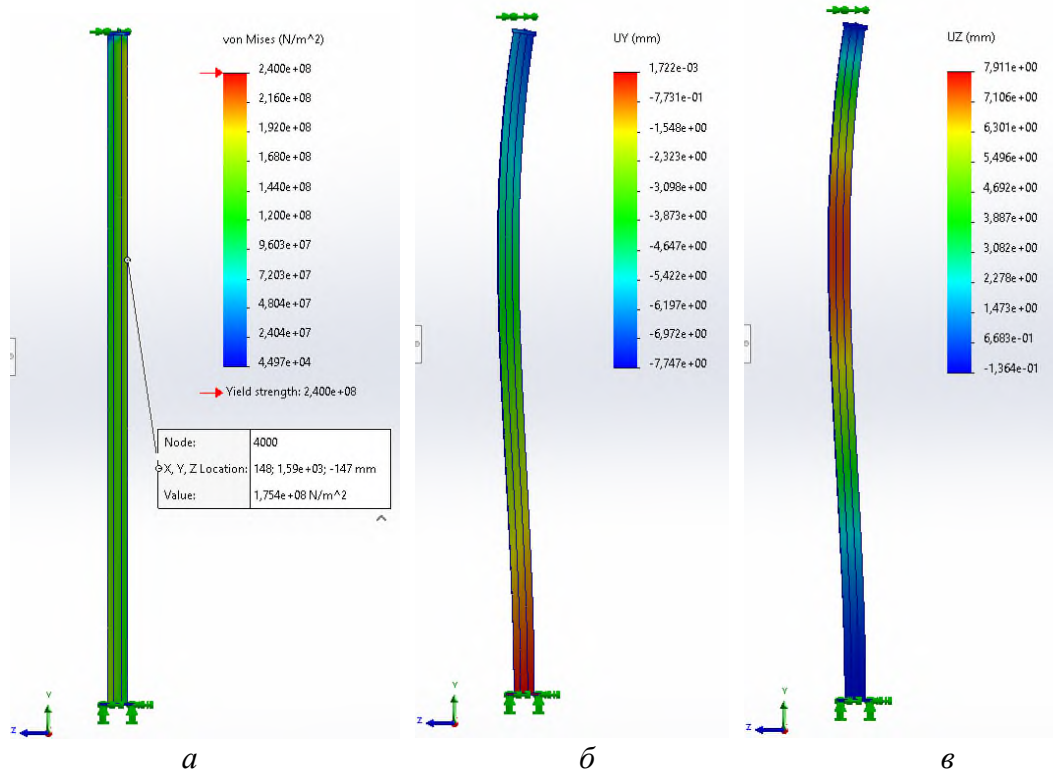 von Mises (N/m^2)
2,400e+08
2,160e+08
1,920e+08
1,680e+08
1,440e+08
1,200e+08
9,603e+07
7,203e+07
4,804e+07
2,404e+07
4,497e+04
Yield strength: 2,400e+08
Node: 4000
X, Y, Z Location: 148; 1,59e+03; -147 mm
Value: 1,754e+08 N/m^2
Y
Z
а
UY (mm)
1,722e-03
-7,731e-01
-1,548e+00
-2,323e+00
-3,098e+00
-3,873e+00
-4,647e+00
-5,422e+00
-6,197e+00
-6,972e+00
-7,747e+00
Y
Z
б
UZ (mm)
7,911e+00
7,106e+00
6,301e+00
5,496e+00
4,692e+00
3,887e+00
3,082e+00
2,278e+00
1,473e+00
6,683e-01
-1,364e-01
Y
Z
в